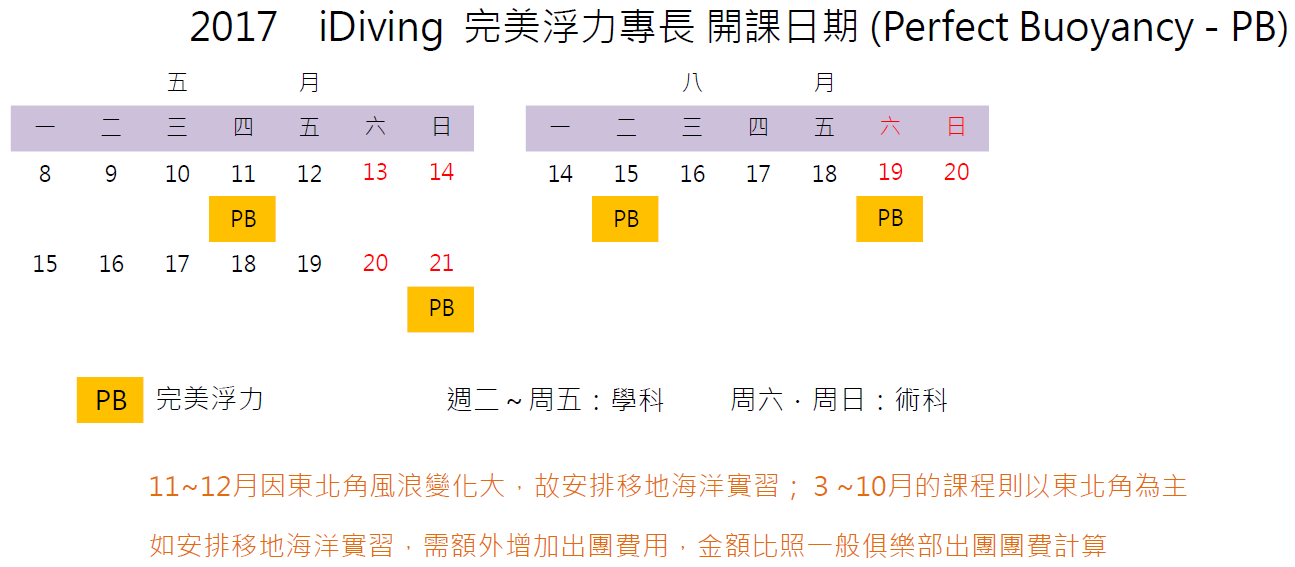 2017 iDiving 完美浮力專長 開課日期 (Perfect Buoyancy - PB)
五 月
一 二 三 四 五 六 日
8 9 10 11 12 13 14
PB
15 16 17 18 19 20 21
PB
八 月
一 二 三 四 五 六 日
14 15 16 17 18 19 20
PB PB
PB 完美浮力 週二~周五：學科 周六．周日：術科
11~12月因東北角風浪變化大，故安排移地海洋實習； 3 ~10月的課程則以東北角為主
如安排移地海洋實習，需額外增加出團費用，金額比照一般俱樂部出團團費計算